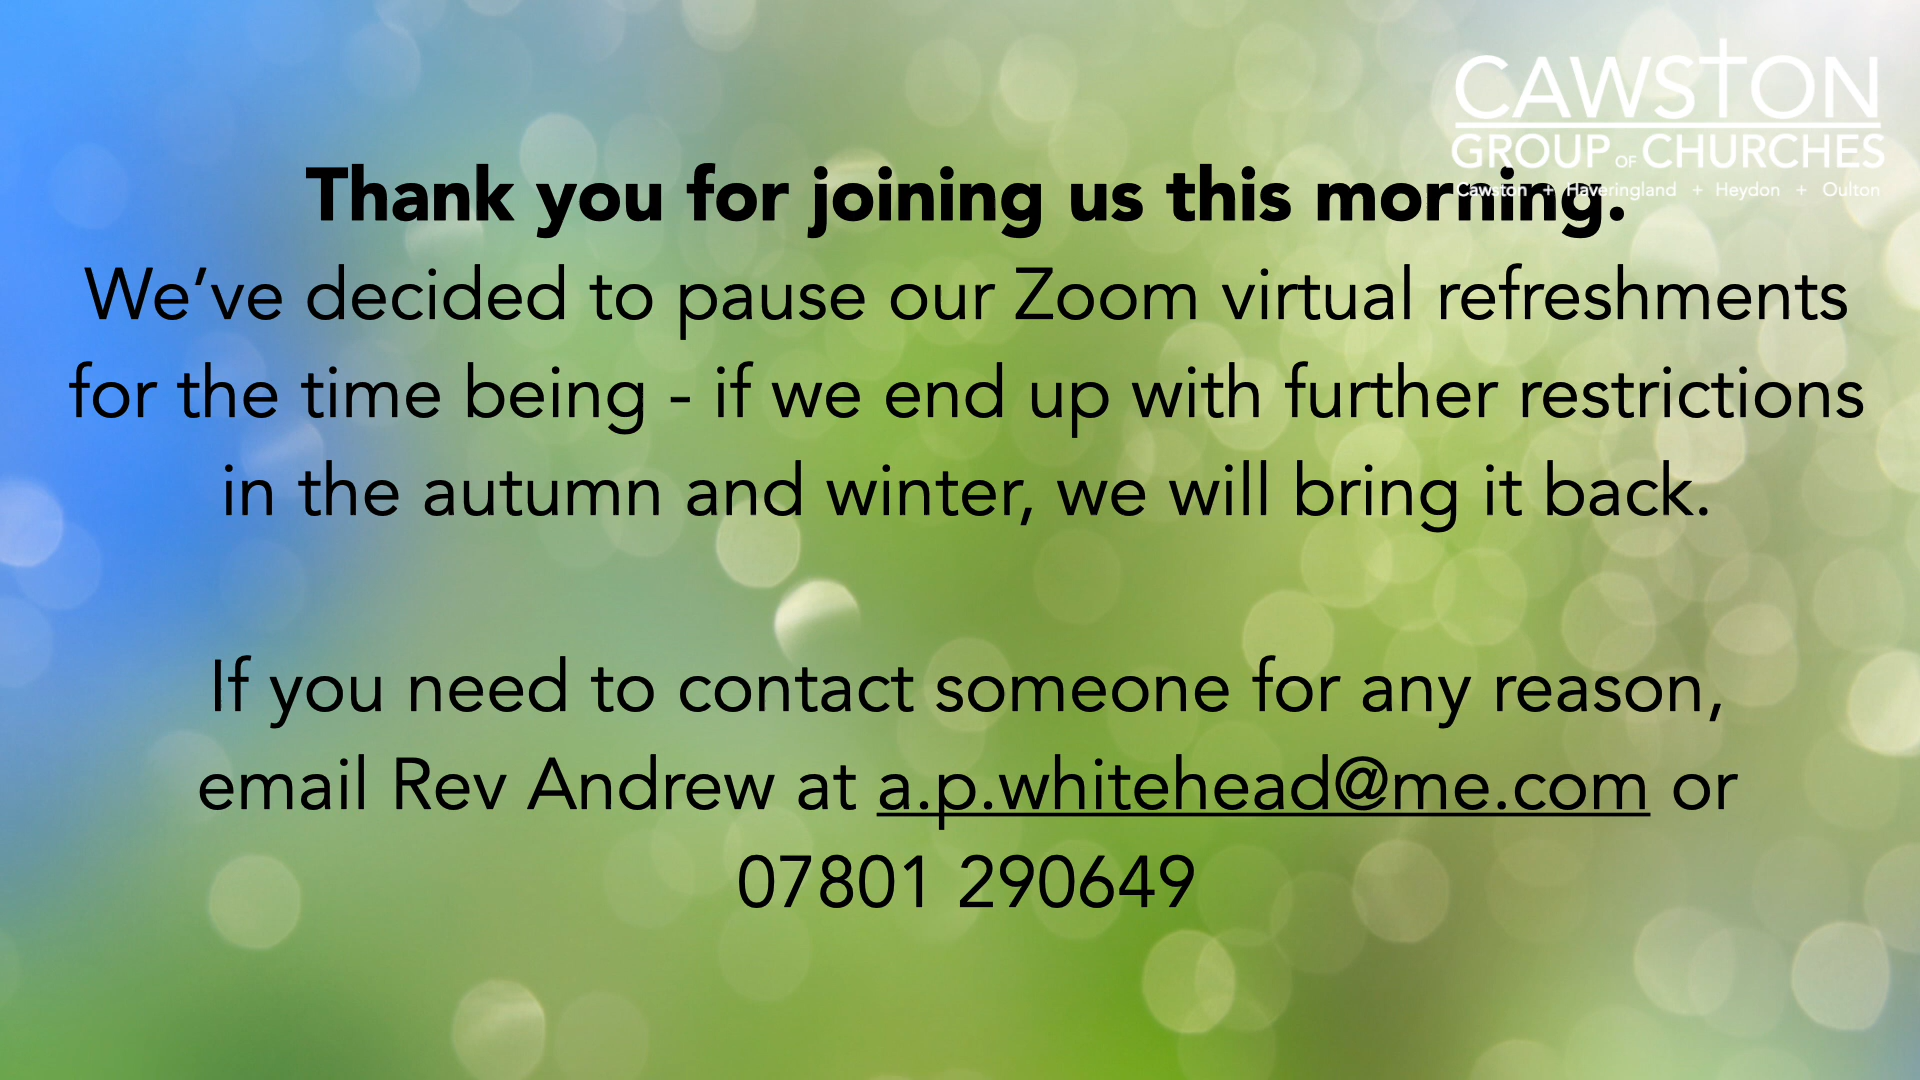 CAWSTON
GROUP OF CHURCHES
Cawston + Haveringland + Heydon + Oulton
Thank you for joining us this morning.
We’ve decided to pause our Zoom virtual refreshments
for the time being - if we end up with further restrictions
in the autumn and winter, we will bring it back.
If you need to contact someone for any reason,
email Rev Andrew at a.p.whitehead@me.com or
07801 290649